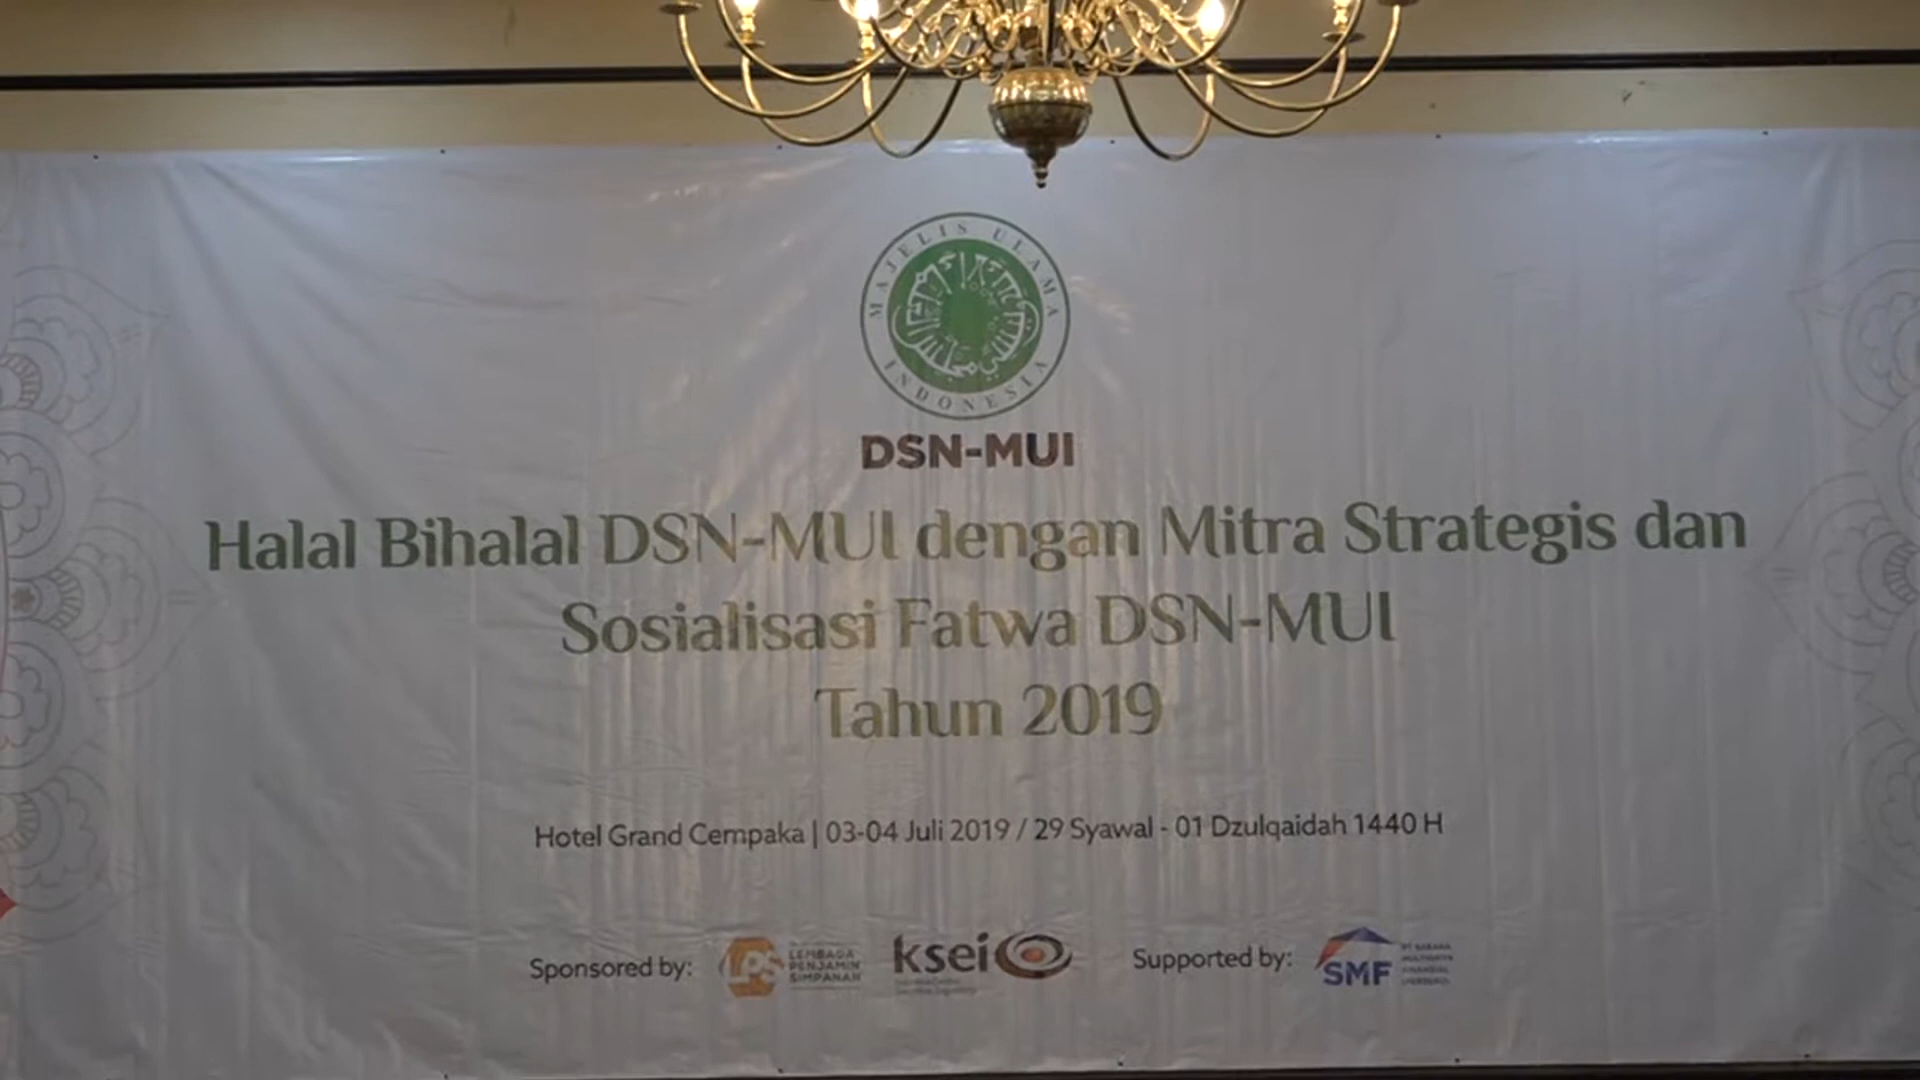 MAJELIS ULAMA
INDONESIA
DSN-MUI
Halal Bihalal DSN-MUI dengan Mitra Strategis dan
Sosialisasi Fatwa DSN-MUI
Tahun 2019
Hotel Grand Cempaka | 03-04 Juli 2019 / 29 Syawal - 01 Dzulqaidah 1440 H
Sponsored by:
LPS
LEMBAGA
PENJAMIN
SIMPANAN
ksei
Supported by:
SMF